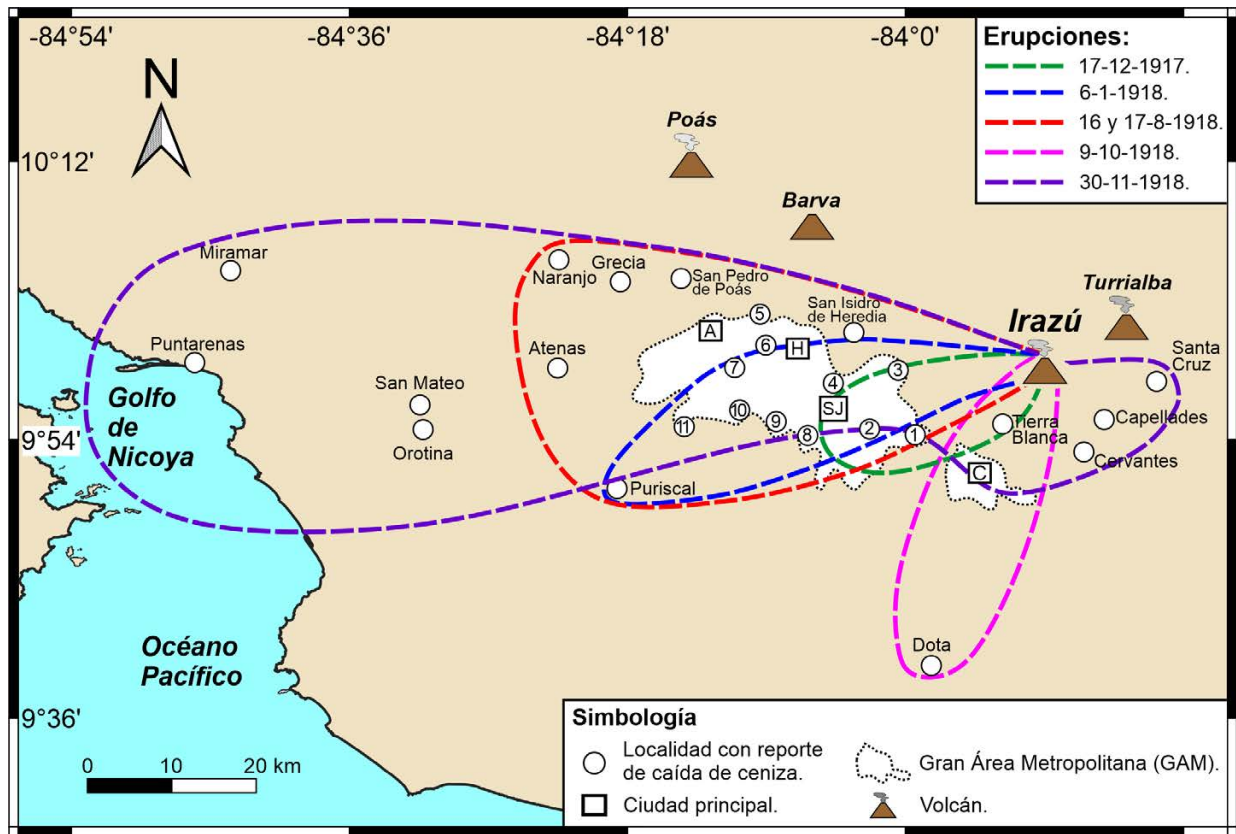 -84°54'
-84°36'
-84°18'
-84°0'
Erupciones:
17-12-1917.
6-1-1918.
16 y 17-8-1918.
9-10-1918.
30-11-1918.
N
10°12'
Poás
Barva
Turrialba
Irazú
Miramar
Naranjo
Grecia
San Pedro
de Poás
San Isidro
de Heredia
5
A
6
H
7
3
4
Santa
Cruz
Puntarenas
Atenas
San Mateo
Orotina
Golfo
de
Nicoya
SJ
10
11
9
8
2
1
Tierra
Blanca
Capellades
Cervantes
C
9°54'
Puriscal
Océano
Pacífico
Dota
9°36'
0
10
20 km
Simbología
Localidad con reporte
de caída de ceniza.
Ciudad principal.
Gran Área Metropolitana (GAM).
Volcán.